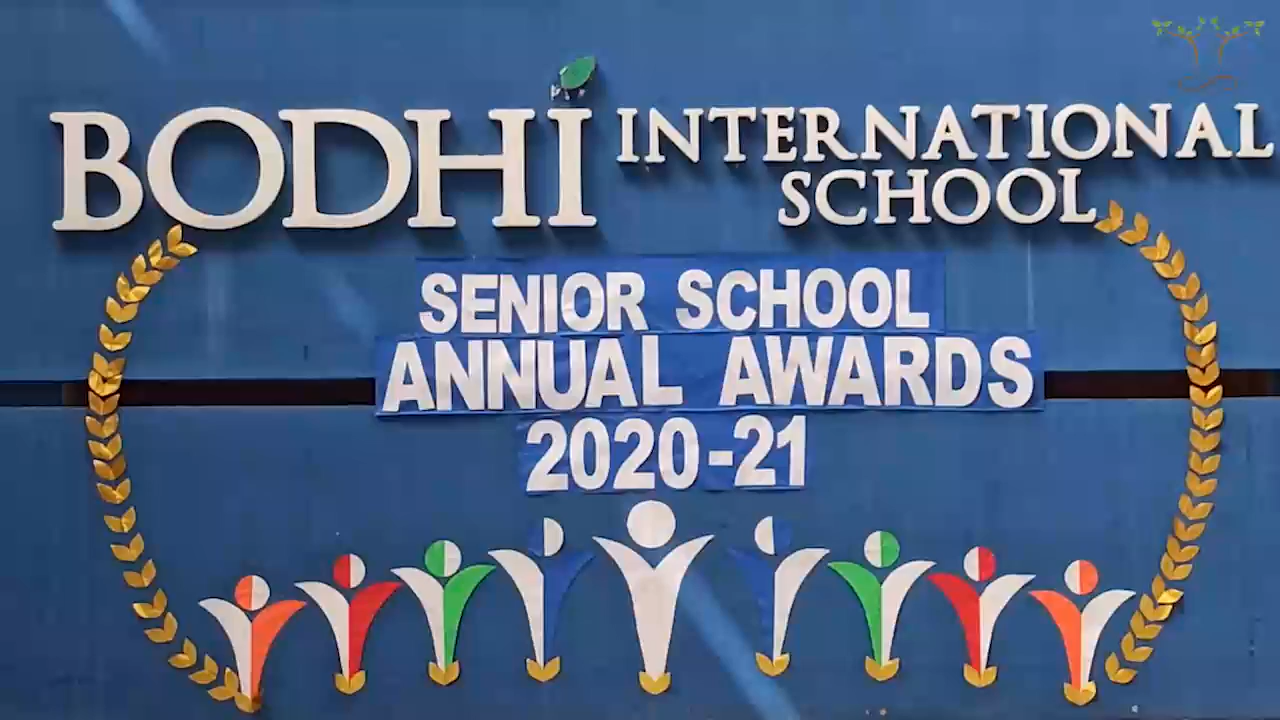 BODHI INTERNATIONAL
SCHOOL
SENIOR SCHOOL
ANNUAL AWARDS
2020-21